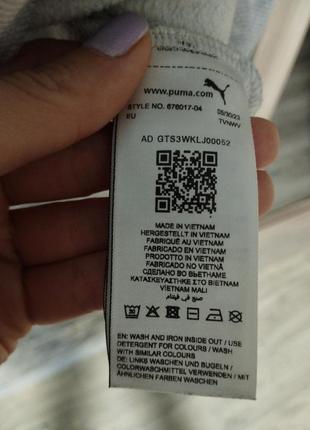 PUMA
www.puma.com
STYLE NO. 676017-04 05/30/23
EU TVNWV
AD GTS3WKLJ00052
MADE IN VIETNAM
HERGESTELLT IN VIETNAM
FABRIQUÉ AU VIETNAM
FABRICADO EN VIETNAM
PRODOTTO IN VIETNAM
FABRICADO NO VIETNÃ
СДЕЛАНО ВО ВЬЕТНАМЕ
ΚΑΤΑΣΚΕΥΑΣΤΗΚΕ ΣΤΟ ΒΙΕΤΝΑΜ
VIETNAM MALI
صنع في فيتنام
EN: WASH AND IRON INSIDE OUT / USE
DETERGENT FOR COLOURS / WASH
WITH SIMILAR COLOURS
DE: LINKS WASCHEN UND BÜGELN /
COLORWASCHMITTEL VERWENDEN / MIT
ÄHNLICHEN FARBEN WASCHEN